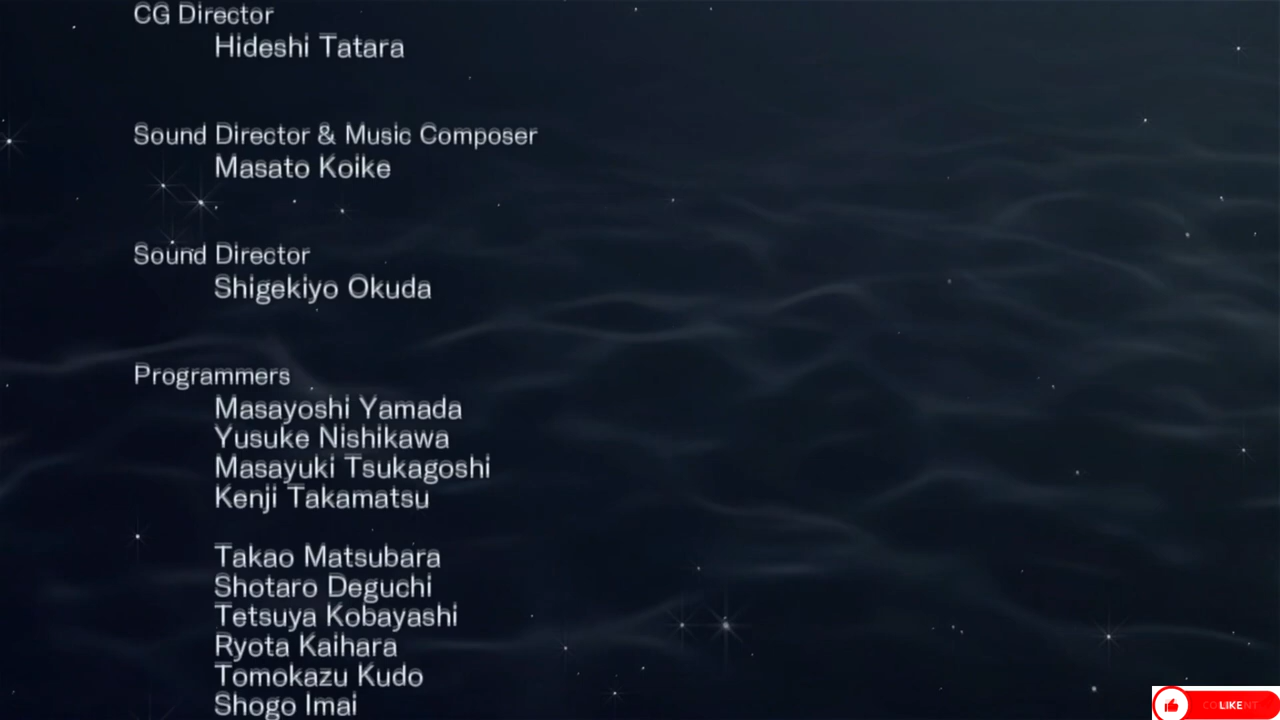 CG Director
Hideshi Tatara
Sound Director & Music Composer
Masato Koike
Sound Director
Shigekiyo Okuda
Programmers
Masayoshi Yamada
Yusuke Nishikawa
Masayuki Tsukagoshi
Kenji Takamatsu
Takao Matsubara
Shotaro Deguchi
Tetsuya Kobayashi
Ryota Kaihara
Tomokazu Kudo
Shogo Imai
LIKE